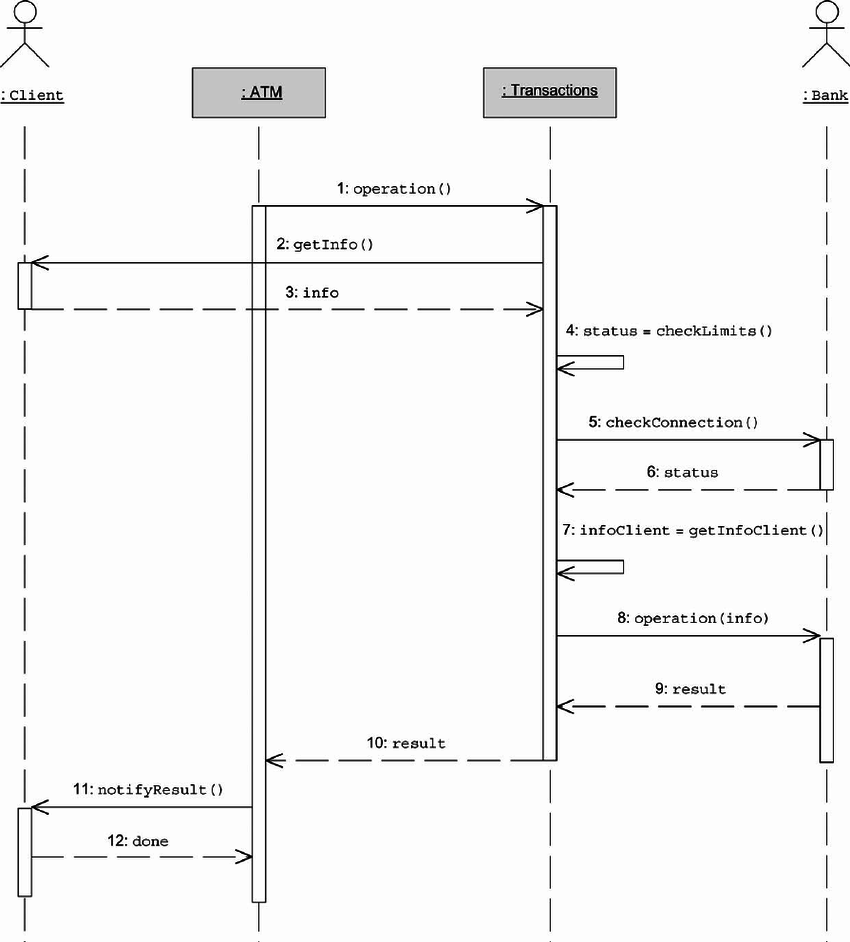 : Client
: ATM
: Transactions
: Bank
1: operation()
2: getInfo()
3: info
4: status = checkLimits()
5: checkConnection()
6: status
7: infoClient = getInfoClient()
8: operation(info)
9: result
10: result
11: notifyResult()
12: done